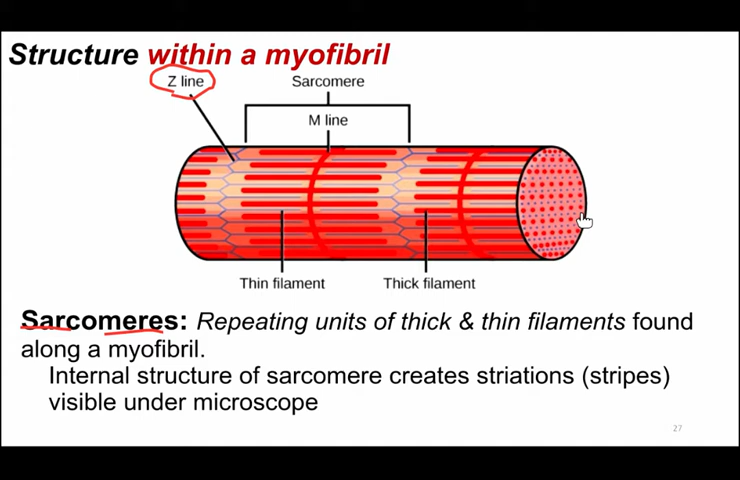 Structure within a myofibril
Z line
Sarcomere
M line
Thin filament
Thick filament
Sarcomeres: Repeating units of thick & thin filaments found
along a myofibril.
Internal structure of sarcomere creates striations (stripes)
visible under microscope
27